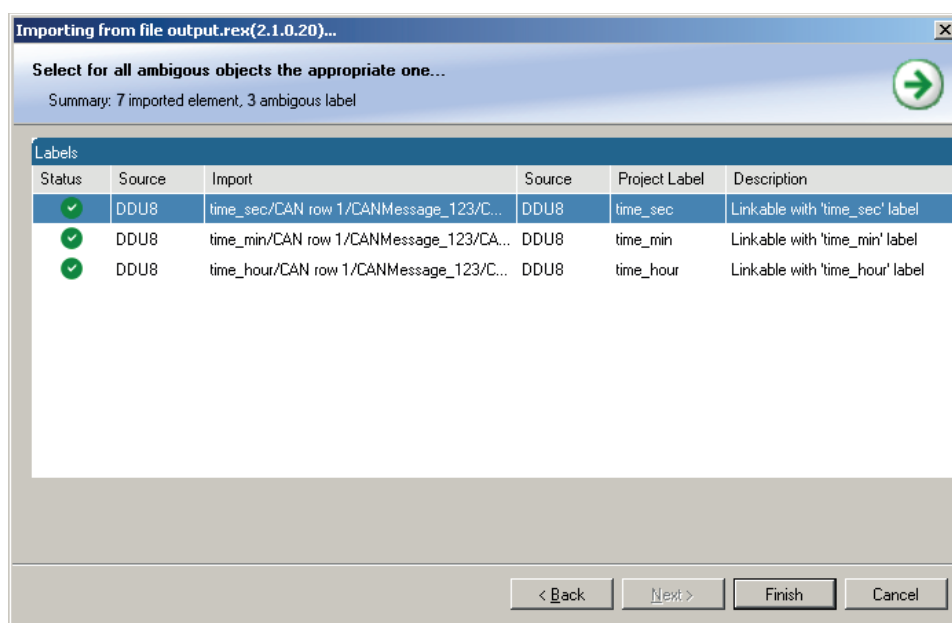 Importing from file output.rex(2.1.0.20)...
Select for all ambigous objects the appropriate one...
Summary: 7 imported element, 3 ambigous label
Labels
Status Source Import Source Project Label Description
DDU8 time_sec/CAN row 1/CANMessage_123/C... DDU8 time_sec Linkable with 'time_sec' label
DDU8 time_min/CAN row 1/CANMessage_123/CA... DDU8 time_min Linkable with 'time_min' label
DDU8 time_hour/CAN row 1/CANMessage_123/C... DDU8 time_hour Linkable with 'time_hour' label
< Back Next > Finish Cancel